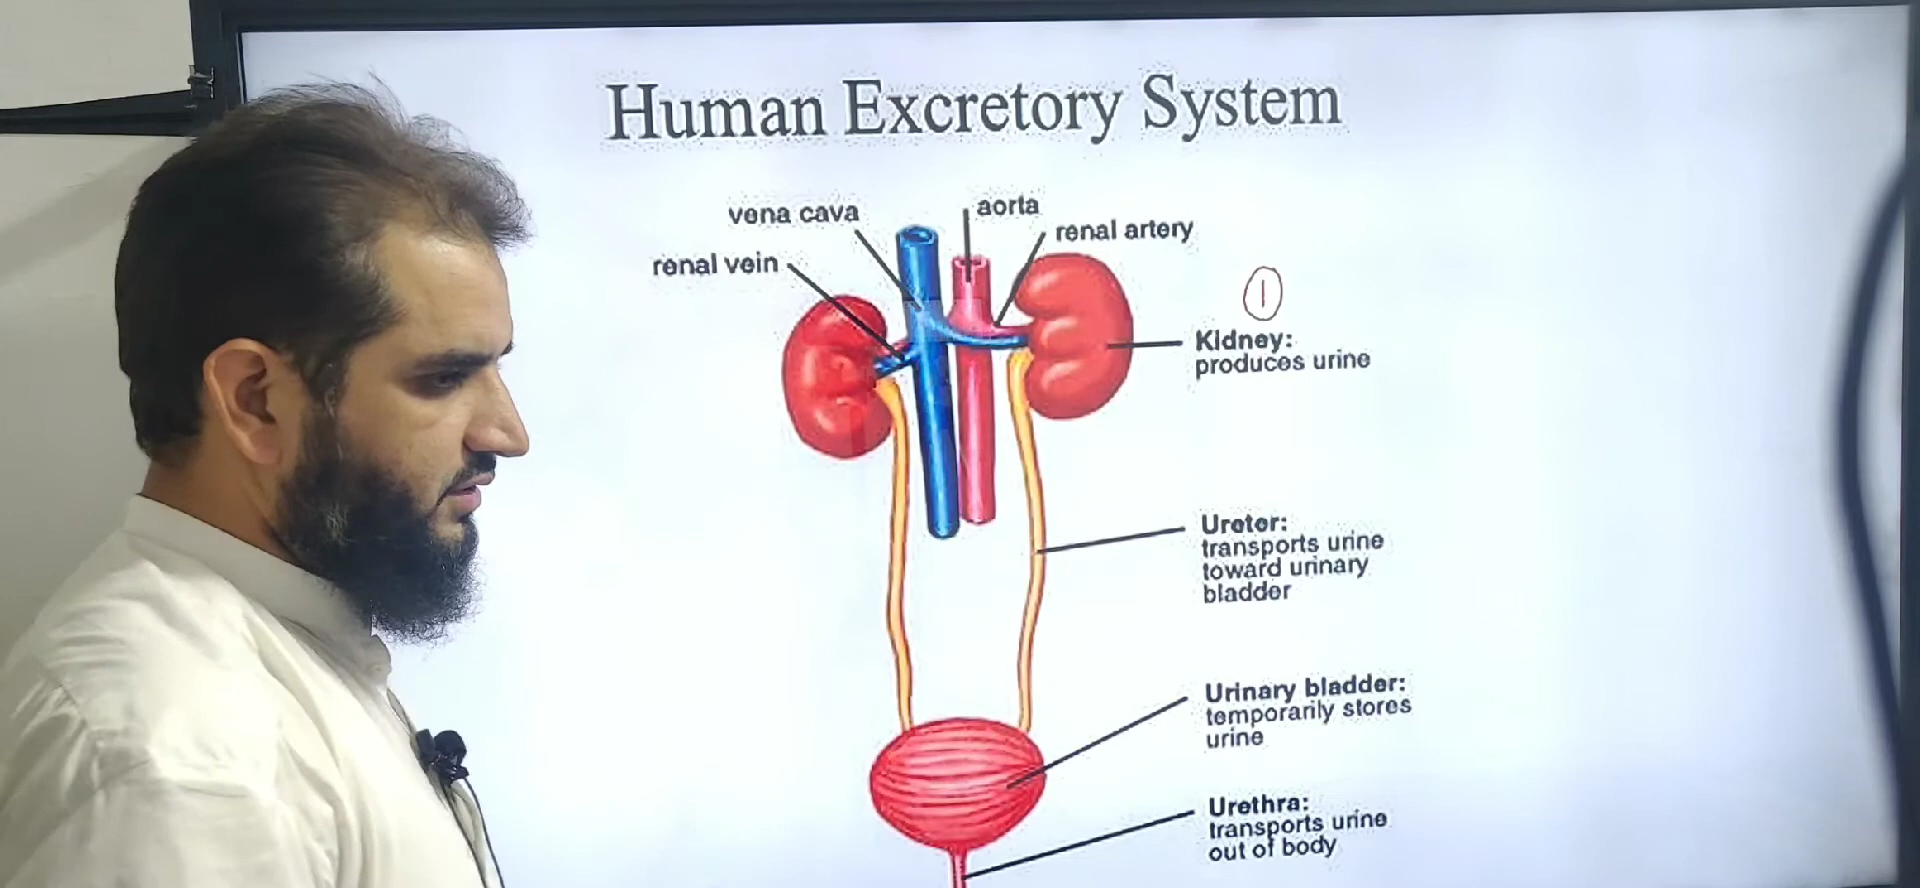 Human Excretory System
vena cava
aorta
renal artery
renal vein
1
Kidney:
produces urine
Ureter:
transports urine
toward urinary
bladder
Urinary bladder:
temporarily stores
urine
Urethra:
transports urine
out of body